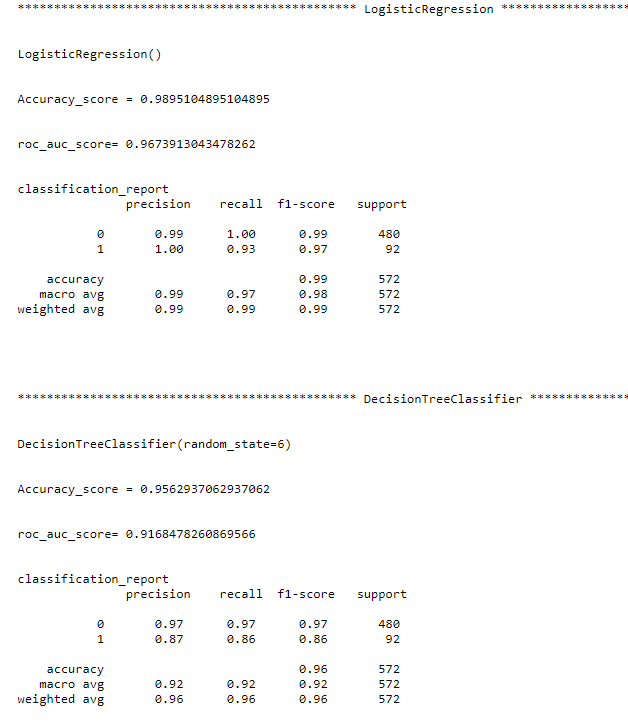 *********************************************** LogisticRegression ******************
LogisticRegression()
Accuracy_score = 0.9895104895104895
roc_auc_score= 0.9673913043478262
classification_report
precision    recall  f1-score   support
0       0.99      1.00      0.99       480
1       1.00      0.93      0.97        92
accuracy                           0.99       572
macro avg       0.99      0.97      0.98       572
weighted avg       0.99      0.99      0.99       572
*********************************************** DecisionTreeClassifier **************
DecisionTreeClassifier(random_state=6)
Accuracy_score = 0.9562937062937062
roc_auc_score= 0.9168478260869566
classification_report
precision    recall  f1-score   support
0       0.97      0.97      0.97       480
1       0.87      0.86      0.86        92
accuracy                           0.96       572
macro avg       0.92      0.92      0.92       572
weighted avg       0.96      0.96      0.96       572